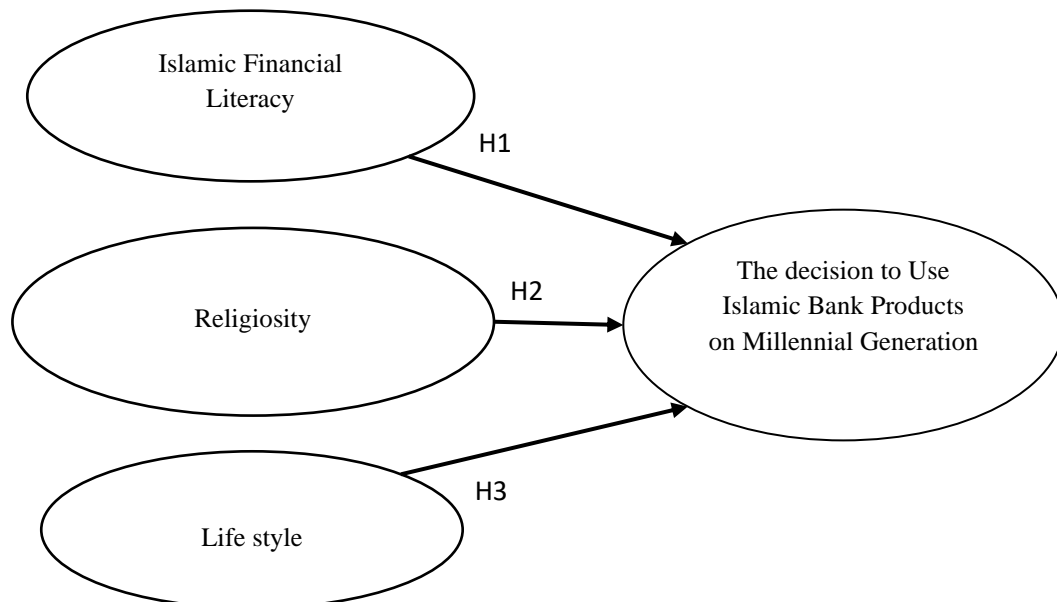 Islamic Financial
Literacy
H1
The decision to Use
Islamic Bank Products
on Millennial Generation
H2
Religiosity
H3
Life style